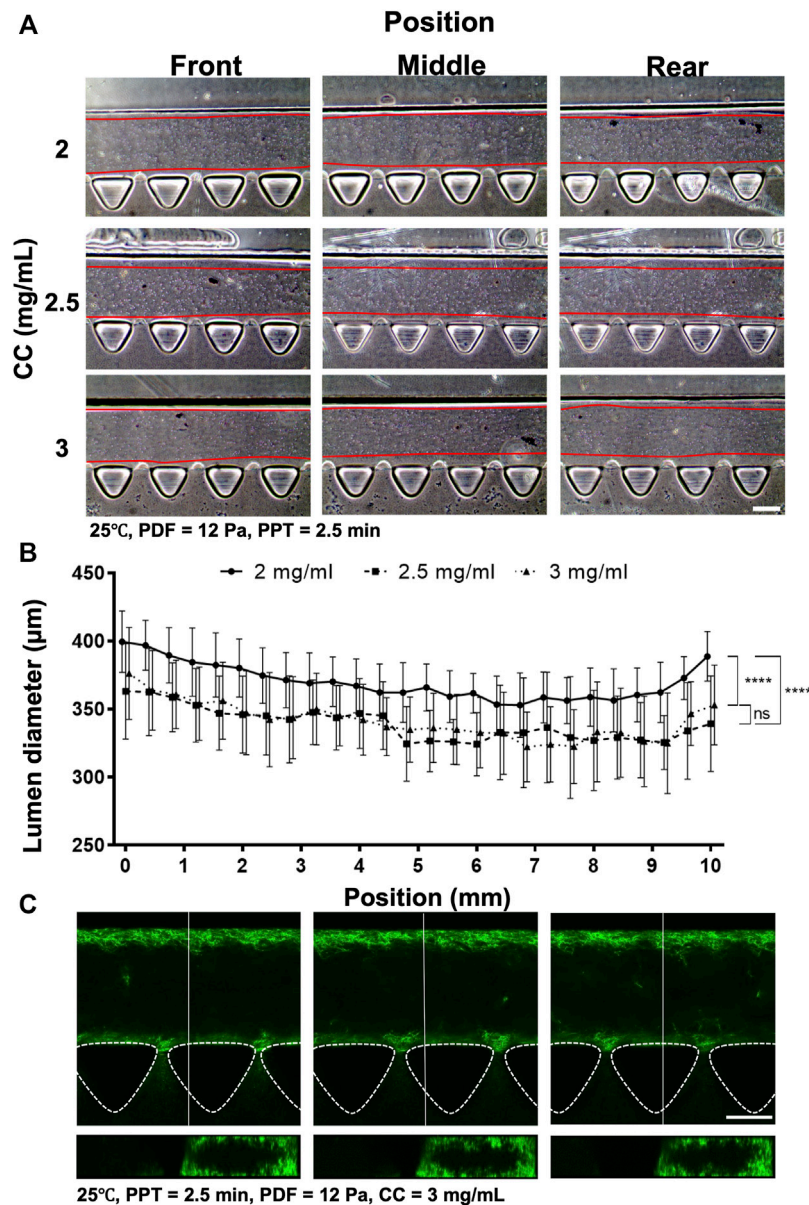 A
Position
Front Middle Rear
2
2.5
3
CC (mg/mL)
25℃, PDF = 12 Pa, PPT = 2.5 min
B
450
400
350
300
250
Lumen diameter (µm)
2 mg/ml 2.5 mg/ml 3 mg/ml
****
****
ns
0 1 2 3 4 5 6 7 8 9 10
Position (mm)
C
25℃, PPT = 2.5 min, PDF = 12 Pa, CC = 3 mg/mL